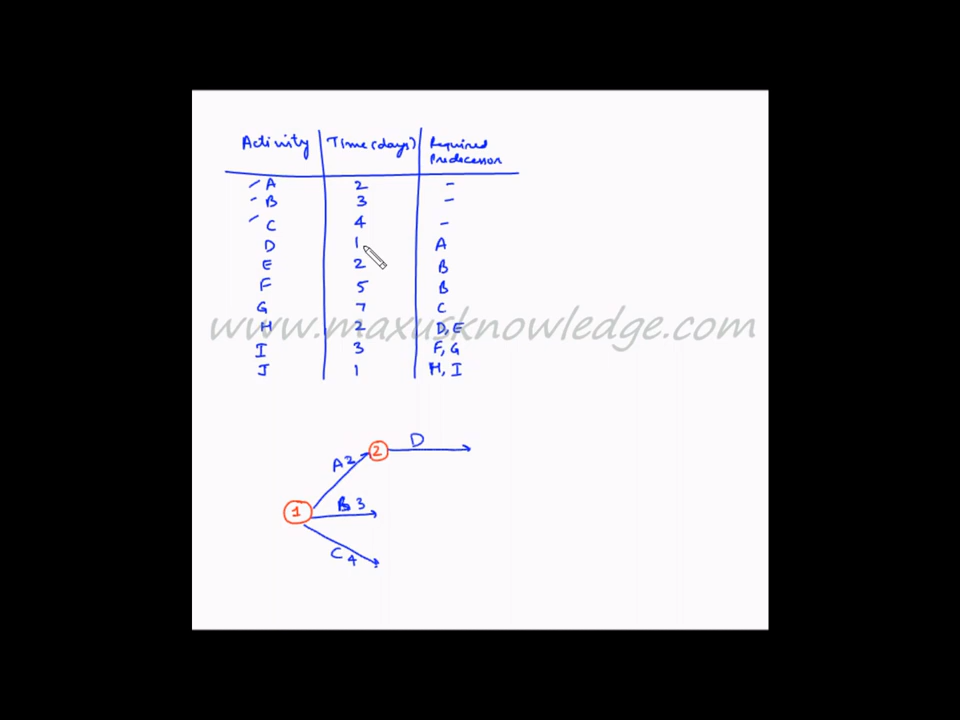 Activity Time (days) Required Predecessor
A 2 -
B 3 -
C 4 -
D 1 A
E 2 B
F 5 B
G 7 C
www.maxusknowledge.com
H 2 D, E
I 3 F, G
J 1 H, I
2 D
A 2
1 B 3
C 4